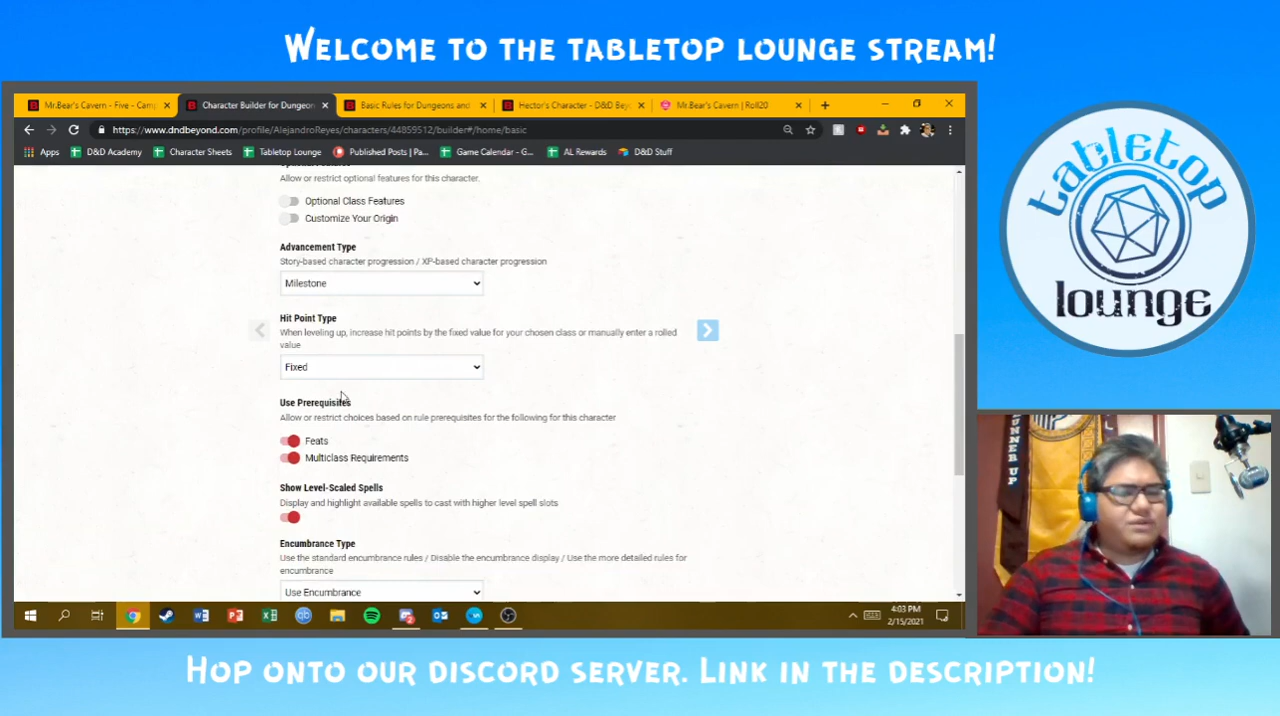 Welcome to the tabletop lounge stream!
Mr.Bear's Cavern - Five - Camp
Character Builder for Dungeon
Basic Rules for Dungeons and
Hector's Character - D&D Bey
Mr.Bear's Cavern | Roll20
https://www.dndbeyond.com/profile/AlejandroReyes/characters/44859512/builder#/home/basic
Apps
D&D Academy
Character Sheets
Tabletop Lounge
Published Posts | Pa...
Game Calendar - G...
AL Rewards
D&D Stuff
Optional Features
Allow or restrict optional features for this character.
Optional Class Features
Customize Your Origin
Advancement Type
Story-based character progression / XP-based character progression
Milestone
Hit Point Type
When leveling up, increase hit points by the fixed value for your chosen class or manually enter a rolled
value
Fixed
Use Prerequisites
Allow or restrict choices based on rule prerequisites for the following for this character
Feats
Multiclass Requirements
Show Level-Scaled Spells
Display and highlight available spells to cast with higher level spell slots
Encumbrance Type
Use the standard encumbrance rules / Disable the encumbrance display / Use the more detailed rules for
encumbrance
Use Encumbrance
4:03 PM
2/15/2021
tabletop
lounge
RUNNER UP
Hop onto our discord server. Link in the description!